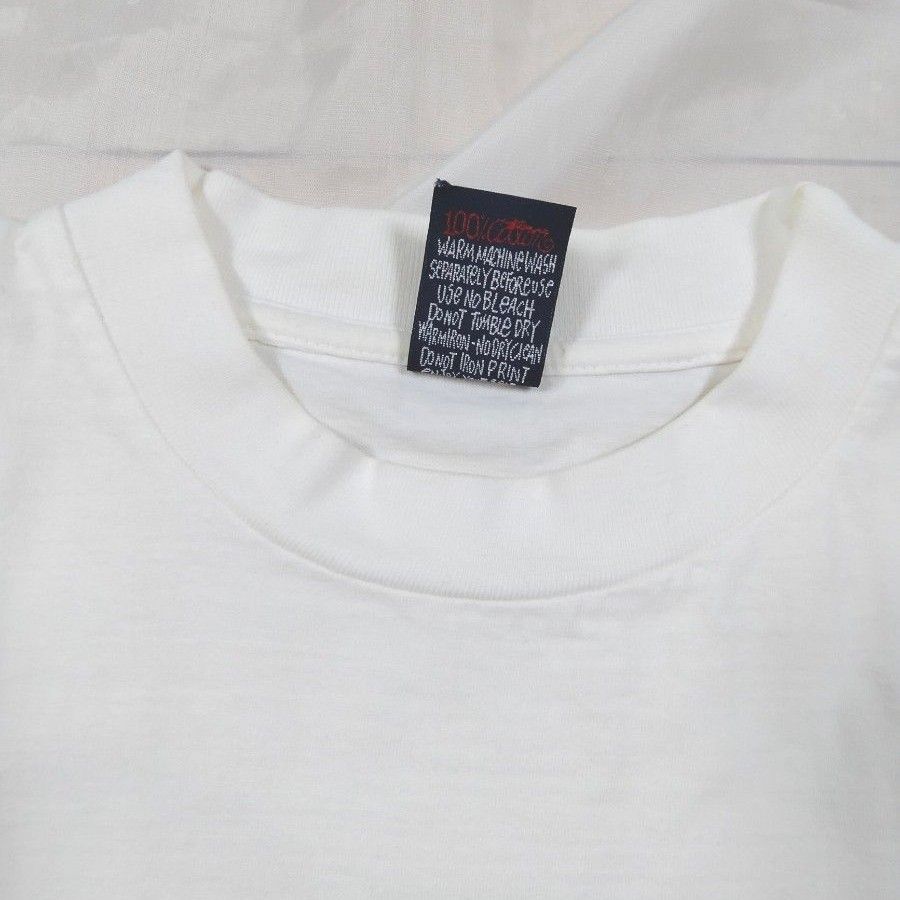 100% cotton
WARM MACHINE WASH
SEPARATELY BEFORE USE
USE NO BLEACH
DO NOT TUMBLE DRY
WARM IRON - NO DRY CLEAN
DO NOT IRON PRINT